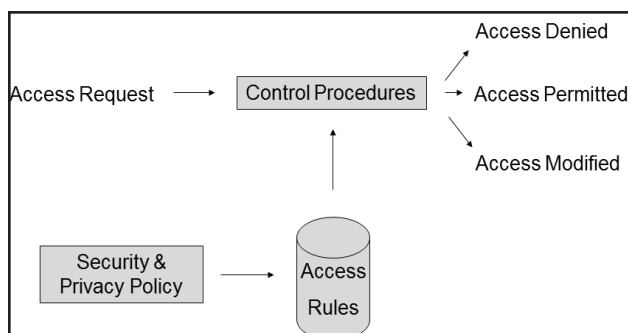 Access Denied
Access Request
Control Procedures
Access Permitted
Access Modified
Security &
Privacy Policy
Access
Rules